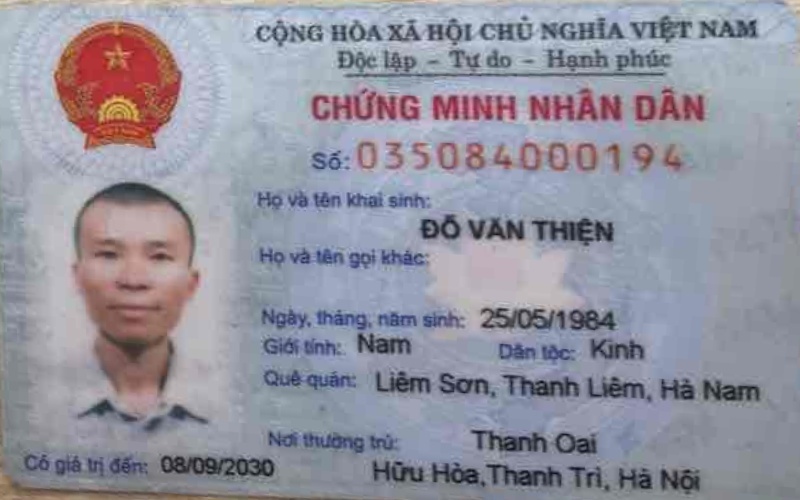 CỘNG HÒA XÃ HỘI CHỦ NGHĨA VIỆT NAM
Độc lập - Tự do - Hạnh phúc
CHỨNG MINH NHÂN DÂN
Số: 035084000194
Họ và tên khai sinh:
ĐỖ VĂN THIỆN
Họ và tên gọi khác:
Ngày, tháng, năm sinh: 25/05/1984
Giới tính: Nam Dân tộc: Kinh
Quê quán: Liêm Sơn, Thanh Liêm, Hà Nam
Nơi thường trú: Thanh Oai
Hữu Hòa,Thanh Trì, Hà Nội
Có giá trị đến: 08/09/2030